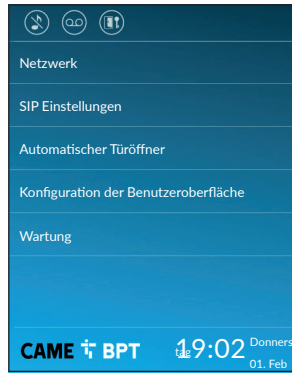 Netzwerk
SIP Einstellungen
Automatischer Türöffner
Konfiguration der Benutzeroberfläche
Wartung
CAME BPT
19:02
Donners
tag
01. Feb